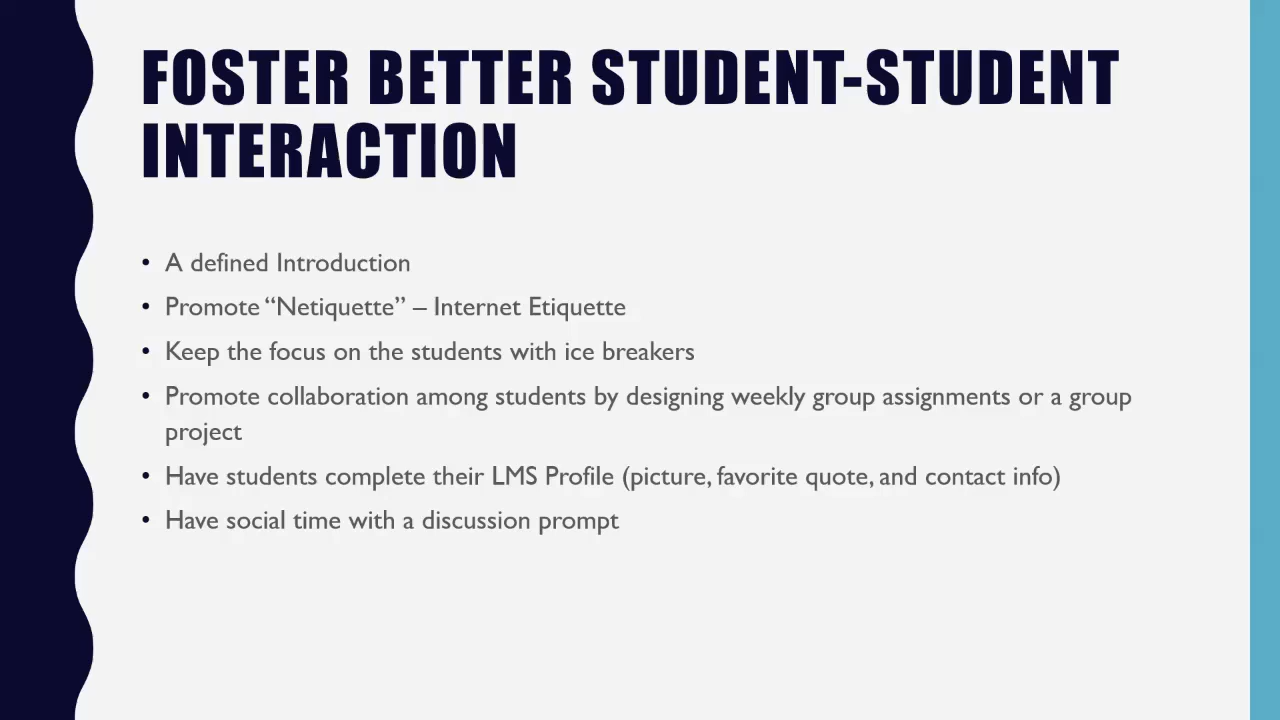 FOSTER BETTER STUDENT-STUDENT
INTERACTION
• A defined Introduction
• Promote “Netiquette” – Internet Etiquette
• Keep the focus on the students with ice breakers
• Promote collaboration among students by designing weekly group assignments or a group
project
• Have students complete their LMS Profile (picture, favorite quote, and contact info)
• Have social time with a discussion prompt